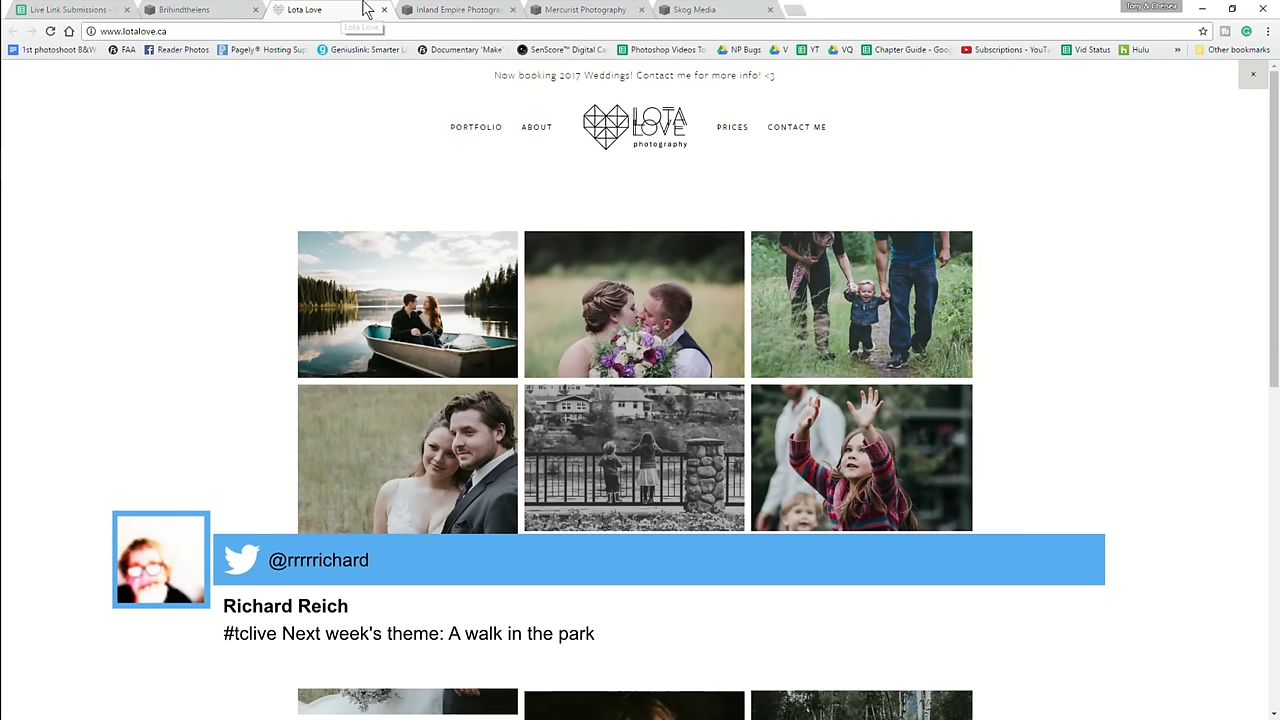 Live Link Submissions -
Brihindthelens
Lota Love
Inland Empire Photogra
Mercurist Photography
Skog Media
Tony & Chelsea
Lota Love
www.lotalove.ca
1st photoshoot B&W
FAA
Reader Photos
Pagely® Hosting Sup
Geniuslink: Smarter L
Documentary 'Make'
SenScore™ Digital Ca
Photoshop Videos To
NP Bugs
V
YT
VQ
Chapter Guide - Goo
Subscriptions - YouTu
Vid Status
Hulu
»
Other bookmarks
Now booking 2017 Weddings! Contact me for more info! <3
×
PORTFOLIO
ABOUT
LOTA
LOVE
photography
PRICES
CONTACT ME
@rrrrrichard
Richard Reich
#tclive Next week's theme: A walk in the park